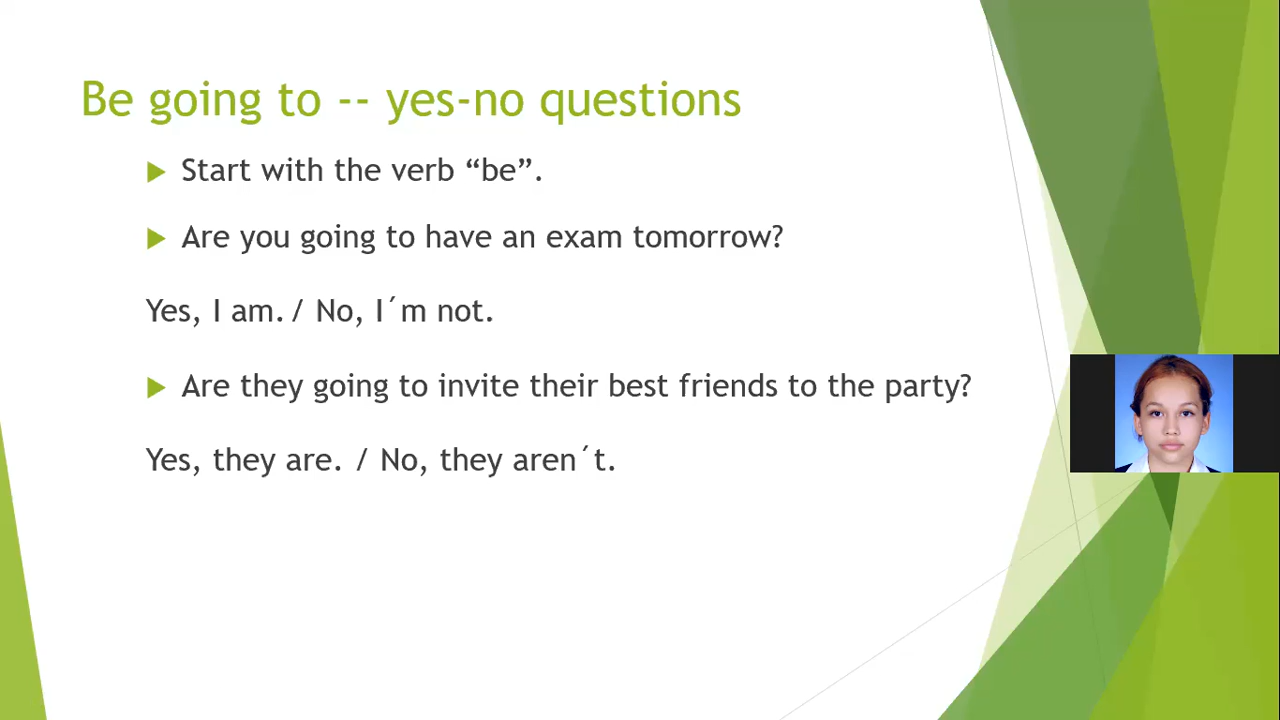 Be going to -- yes-no questions
Start with the verb “be”.
Are you going to have an exam tomorrow?
Yes, I am. / No, I´m not.
Are they going to invite their best friends to the party?
Yes, they are. / No, they aren´t.